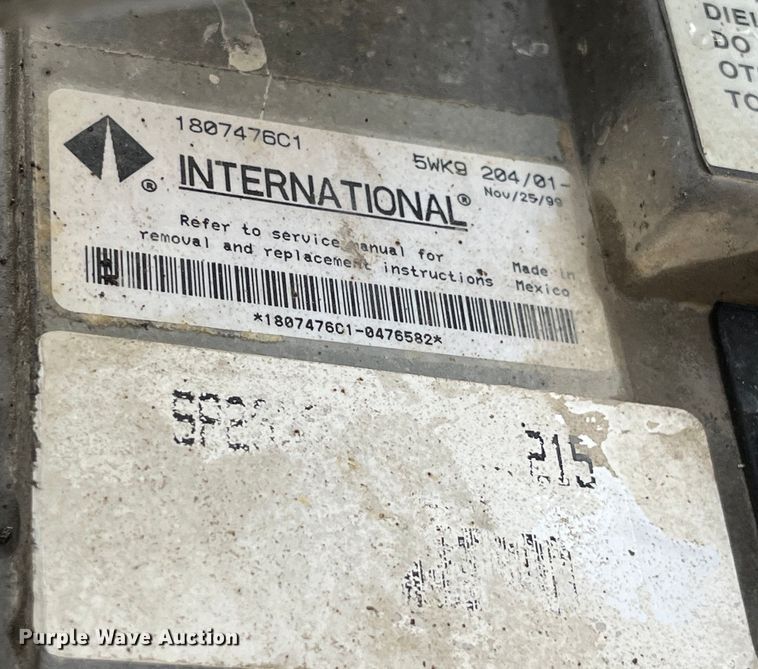 1807476C1
5WK9 204/01-
Nov/25/99
® INTERNATIONAL®
Refer to service manual for
removal and replacement instructions
Made in
Mexico
*1807476C1-0476582*
DO
OT
TO
215
Purple Wave Auction